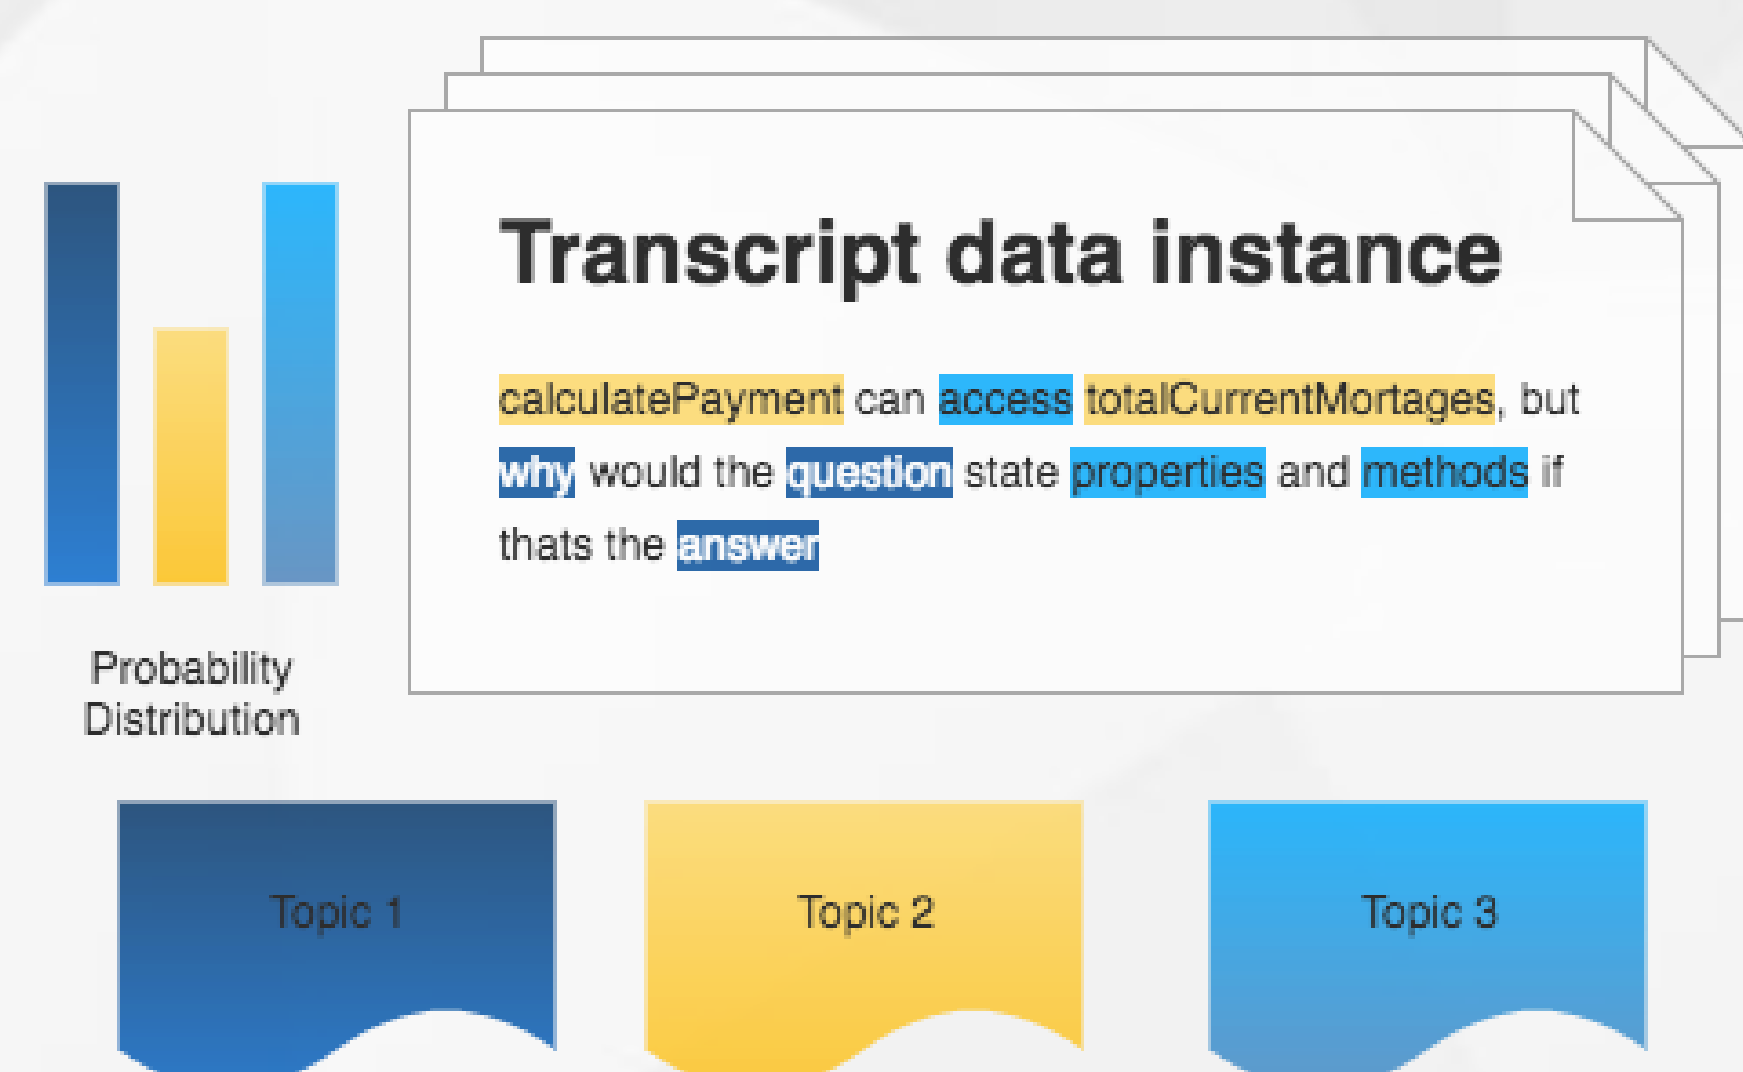 Transcript data instance
calculatePayment can access totalCurrentMortages, but
why would the question state properties and methods if
thats the answer
Probability
Distribution
Topic 1
Topic 2
Topic 3